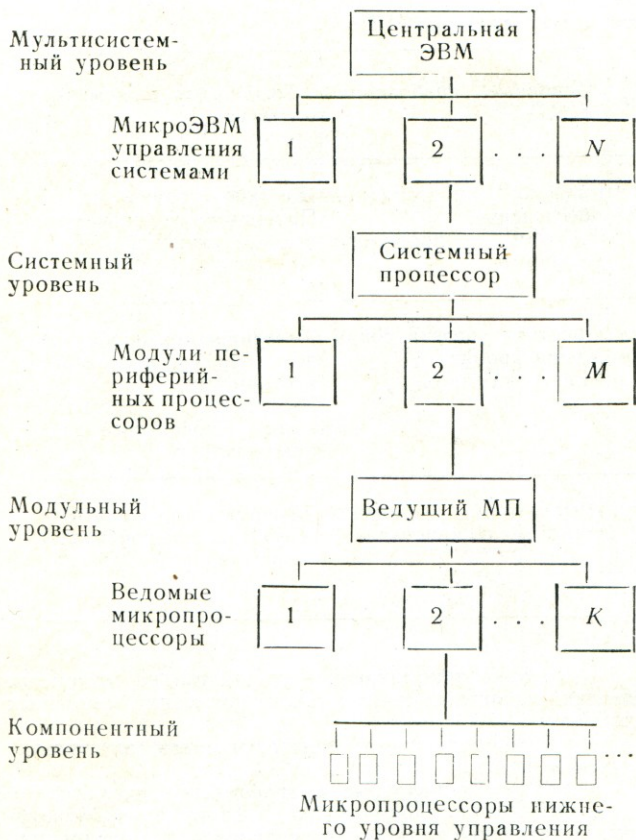 Мультисистем-
ный уровень
Центральная
ЭВМ
МикроЭВМ
управления
системами
1
2
. . .
N
Системный
уровень
Системный
процессор
Модули пе-
риферий-
ных процес-
соров
1
2
. . .
M
Модульный
уровень
Ведущий МП
Ведомые
микропро-
цессоры
1
2
. . .
K
Компонентный
уровень
...
Микропроцессоры нижне-
го уровня управления